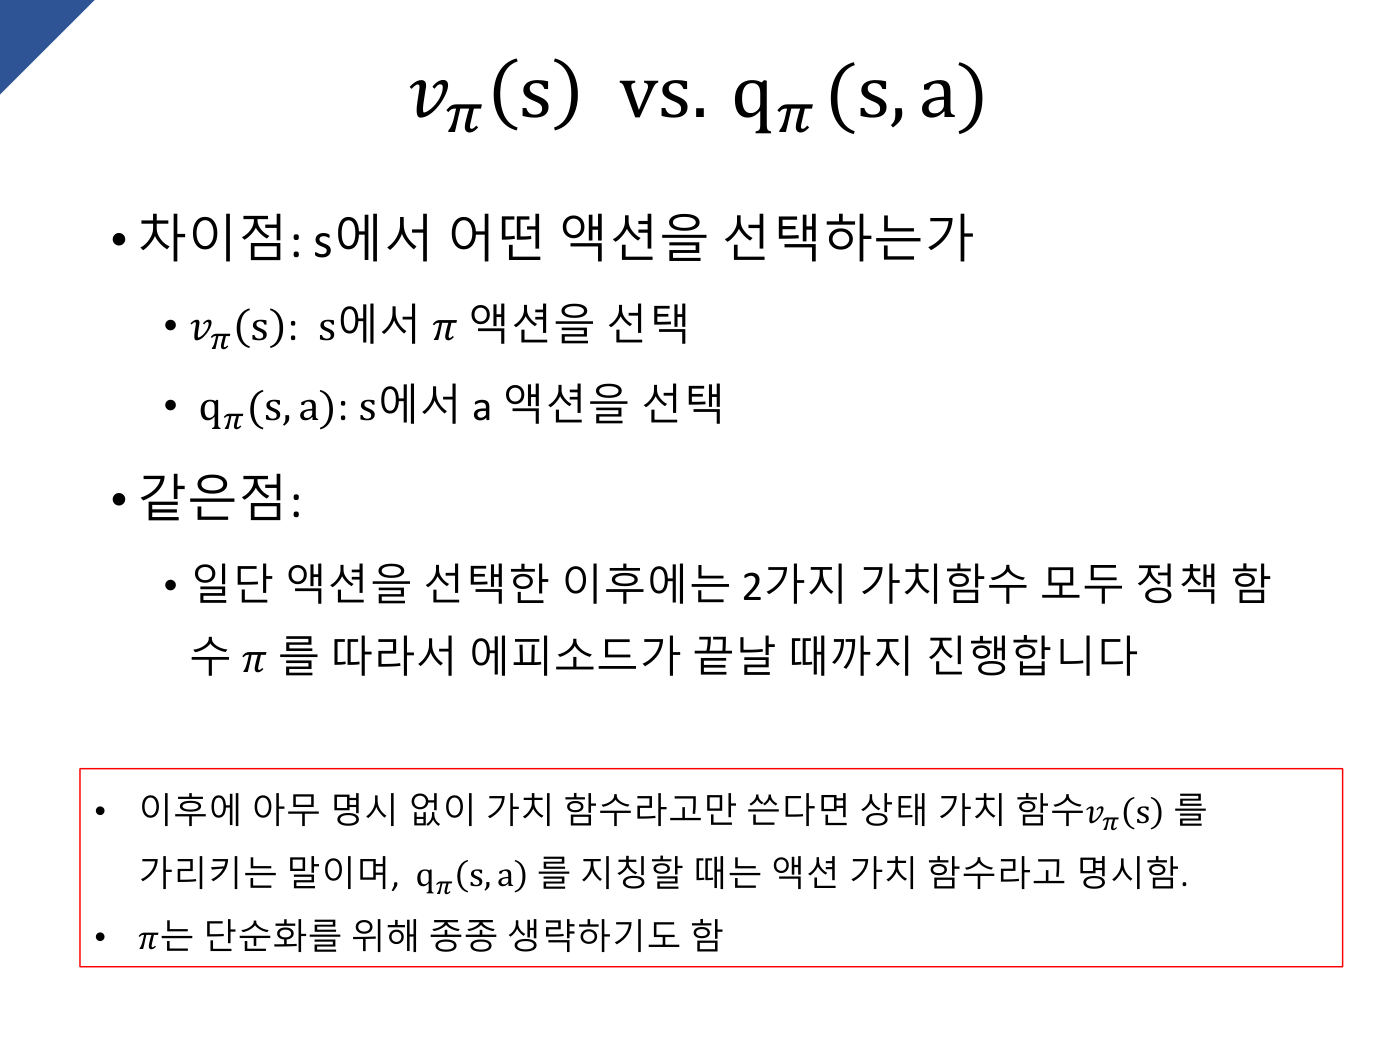 𝑣π(s) vs. qπ(s, a)
• 차이점: s에서 어떤 액션을 선택하는가
• 𝑣π(s): s에서 π 액션을 선택
• qπ(s, a): s에서 a 액션을 선택
• 같은점:
• 일단 액션을 선택한 이후에는 2가지 가치함수 모두 정책 함
수 π 를 따라서 에피소드가 끝날 때까지 진행합니다
• 이후에 아무 명시 없이 가치 함수라고만 쓴다면 상태 가치 함수𝑣π(s) 를
가리키는 말이며, qπ(s, a) 를 지칭할 때는 액션 가치 함수라고 명시함.
• π는 단순화를 위해 종종 생략하기도 함